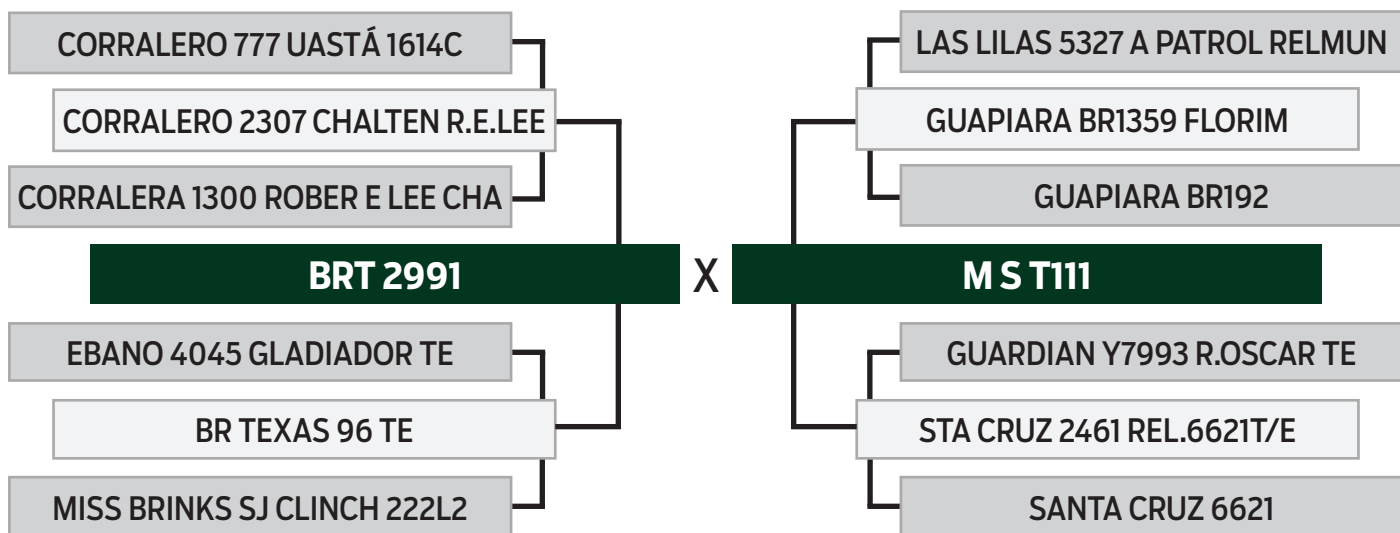 CORRALERO 777 UASTÁ 1614C
CORRALERO 2307 CHALTEN R.E.LEE
CORRALERA 1300 ROBER E LEE CHA
BRT 2991
EBANO 4045 GLADIADOR TE
BR TEXAS 96 TE
MISS BRINKS SJ CLINCH 222L2
X
LAS LILAS 5327 A PATROL RELMUN
GUAPIARA BR1359 FLORIM
GUAPIARA BR192
M S T111
GUARDIAN Y7993 R.OSCAR TE
STA CRUZ 2461 REL.6621T/E
SANTA CRUZ 6621